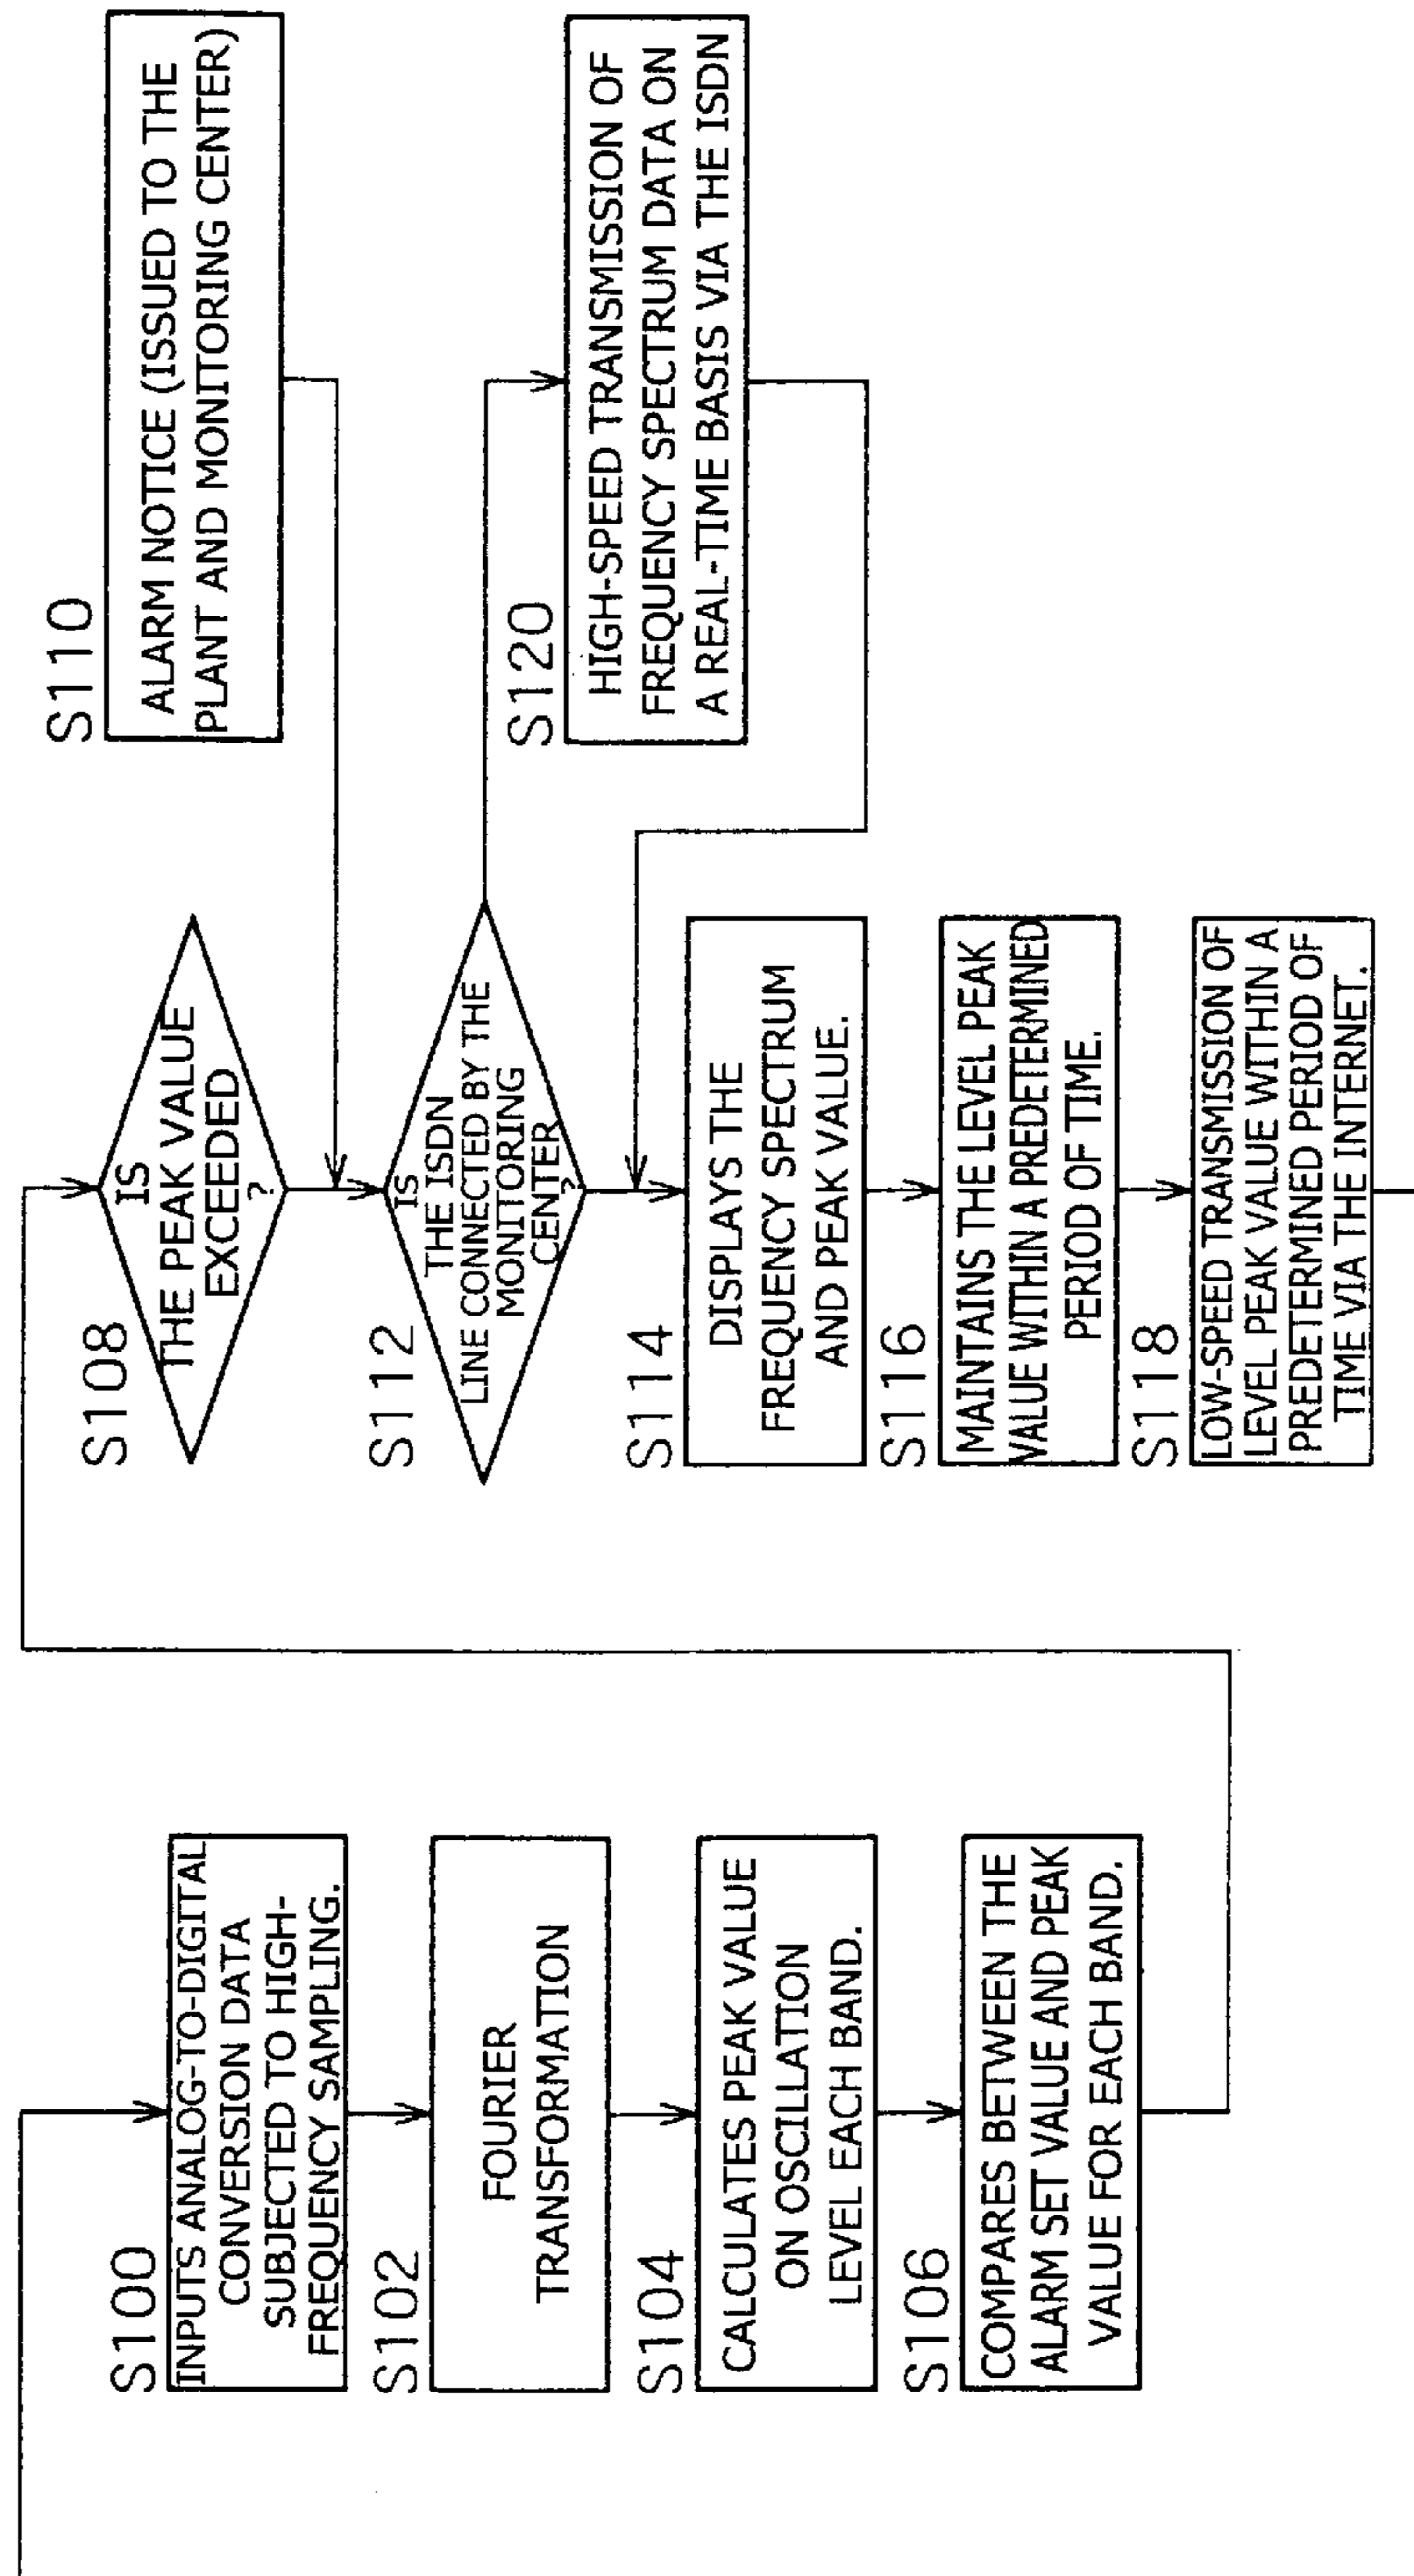 S100
INPUTS ANALOG-TO-DIGITAL
CONVERSION DATA
SUBJECTED TO HIGH-
FREQUENCY SAMPLING.
S102
FOURIER
TRANSFORMATION
S104
CALCULATES PEAK VALUE
ON OSCILLATION
LEVEL EACH BAND.
S106
COMPARES BETWEEN THE
ALARM SET VALUE AND PEAK
VALUE FOR EACH BAND.
S108
IS
THE PEAK VALUE
EXCEEDED
?
S110
ALARM NOTICE (ISSUED TO THE
PLANT AND MONITORING CENTER)
S112
IS
THE ISDN
LINE CONNECTED BY THE
MONITORING
CENTER
?
S120
HIGH-SPEED TRANSMISSION OF
FREQUENCY SPECTRUM DATA ON
A REAL-TIME BASIS VIA THE ISDN
S114
DISPLAYS THE
FREQUENCY SPECTRUM
AND PEAK VALUE.
S116
MAINTAINS THE LEVEL PEAK
VALUE WITHIN A PREDETERMINED
PERIOD OF TIME.
S118
LOW-SPEED TRANSMISSION OF
LEVEL PEAK VALUE WITHIN A
PREDETERMINED PERIOD OF
TIME VIA THE INTERNET.